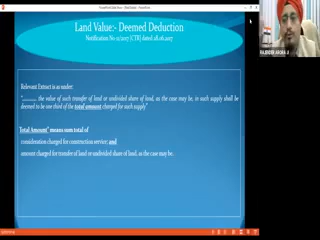 Land Value:- Deemed Deduction
Notification No 11/2017 [CTR] dated: 28.06.2017
Relevant Extract is as under:
"............ the value of such transfer of land or undivided share of land, as the case may be, in such supply shall be
deemed to be one third of the total amount charged for such supply."
"Total Amount" means sum total of
consideration charged for construction service; and
amount charged for transfer of land or undivided share of land, as the case may be.